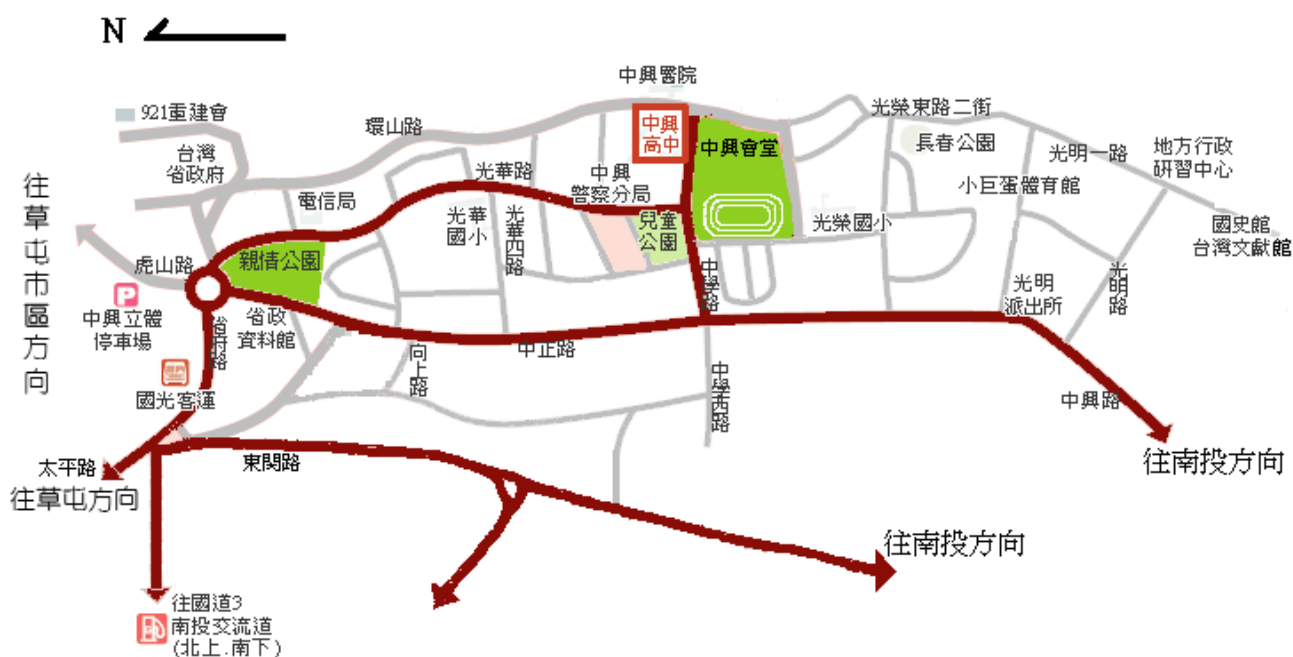 N
中興醫院
921重建會
環山路
中興
高中
中興會堂
光榮東路二街
長春公園
光明一路
地方行政
研習中心
台灣
省政府
電信局
光華路
中興
警察分局
小巨蛋體育館
往草屯市區方向
光華
國小
光華四路
兒童
公園
光榮國小
國史館
台灣文獻館
虎山路
親情公園
中學路
光明路
光明
派出所
中興立體
停車場
省府路
省政
資料館
向上路
中正路
中學西路
國光客運
中興路
太平路
東閔路
往南投方向
往草屯方向
往南投方向
往國道3
南投交流道
(北上.南下)